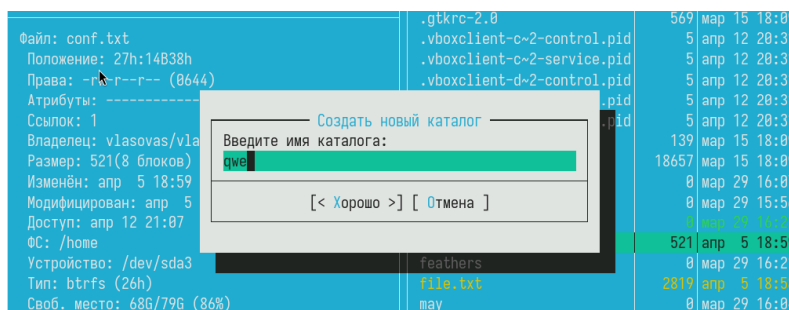 .gtkrc-2.0 569 мар 15 18:0
Файл: conf.txt .vboxclient-c~2-control.pid 5 апр 12 20:3
Положение: 27h:14B38h .vboxclient-c~2-service.pid 5 апр 12 20:3
Права: -rw-r--r-- (0644) .vboxclient-d~2-control.pid 5 апр 12 20:3
Атрибуты: ------------ .pid 5 апр 12 20:3
Ссылок: 1 Создать новый каталог .pid 5 апр 12 20:3
Владелец: vlasovas/vla Введите имя каталога: 139 мар 15 18:0
Размер: 521(8 блоков) qwe 18657 мар 15 18:0
Изменён: апр 5 18:59 0 мар 29 16:0
Модифицирован: апр 5 [< Хорошо >] [ Отмена ] 0 мар 29 15:5
Доступ: апр 12 21:07 0 мар 29 16:2
ФС: /home 521 апр 5 18:5
Устройство: /dev/sda3 feathers 0 мар 29 16:2
Тип: btrfs (26h) file.txt 2819 апр 5 18:5
Своб. место: 68G/79G (86%) may 0 мар 29 16:0